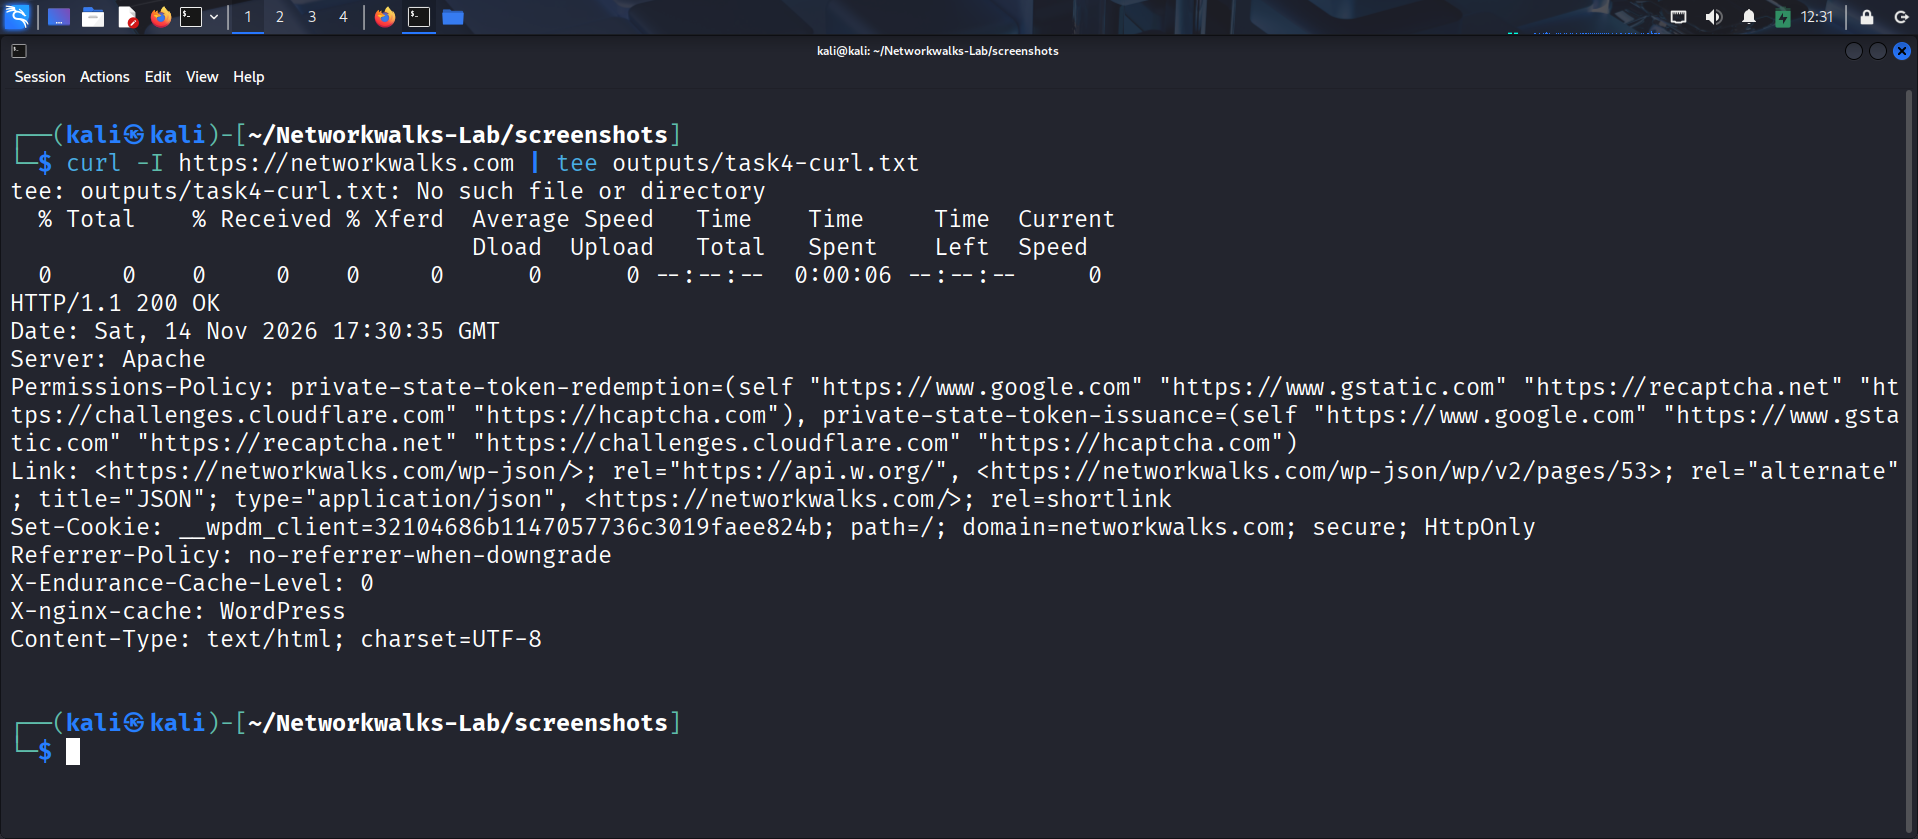 1 2 3 4 12:31
kali@kali: ~/Networkwalks-Lab/screenshots
Session Actions Edit View Help
┌──(kali㉿kali)-[~/Networkwalks-Lab/screenshots]
└─$ curl -I https://networkwalks.com | tee outputs/task4-curl.txt
tee: outputs/task4-curl.txt: No such file or directory
  % Total    % Received % Xferd  Average Speed   Time    Time     Time  Current
                                 Dload  Upload   Total   Spent    Left  Speed
  0     0    0     0    0     0      0      0 --:--:--  0:00:06 --:--:--     0
HTTP/1.1 200 OK
Date: Sat, 14 Nov 2026 17:30:35 GMT
Server: Apache
Permissions-Policy: private-state-token-redemption=(self "https://www.google.com" "https://www.gstatic.com" "https://recaptcha.net" "ht
tps://challenges.cloudflare.com" "https://hcaptcha.com"), private-state-token-issuance=(self "https://www.google.com" "https://www.gsta
tic.com" "https://recaptcha.net" "https://challenges.cloudflare.com" "https://hcaptcha.com")
Link: <https://networkwalks.com/wp-json/>; rel="https://api.w.org/", <https://networkwalks.com/wp-json/wp/v2/pages/53>; rel="alternate"
; title="JSON"; type="application/json", <https://networkwalks.com/>; rel=shortlink
Set-Cookie: __wpdm_client=32104686b1147057736c3019faee824b; path=/; domain=networkwalks.com; secure; HttpOnly
Referrer-Policy: no-referrer-when-downgrade
X-Endurance-Cache-Level: 0
X-nginx-cache: WordPress
Content-Type: text/html; charset=UTF-8
┌──(kali㉿kali)-[~/Networkwalks-Lab/screenshots]
└─$